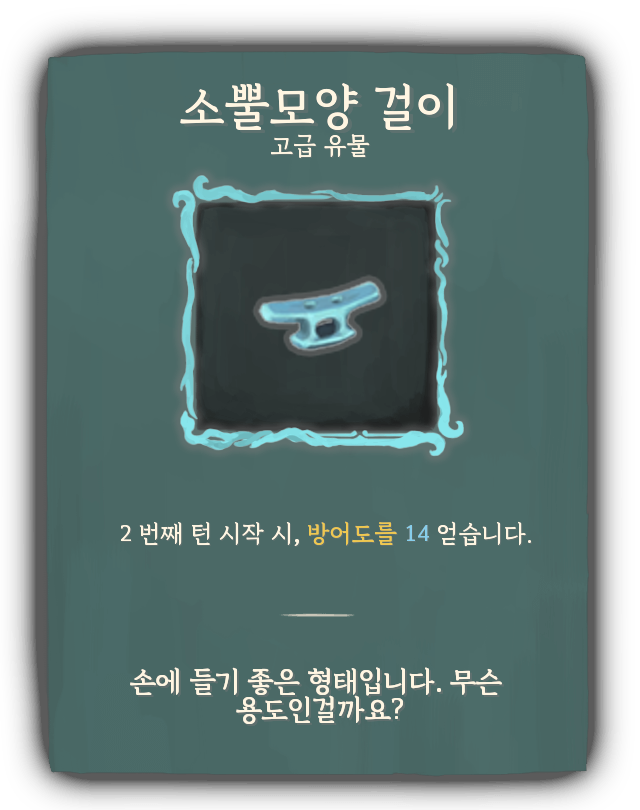 소뿔모양 걸이
고급 유물
2 번째 턴 시작 시, 방어도를 14 얻습니다.
손에 들기 좋은 형태입니다. 무슨
용도인걸까요?